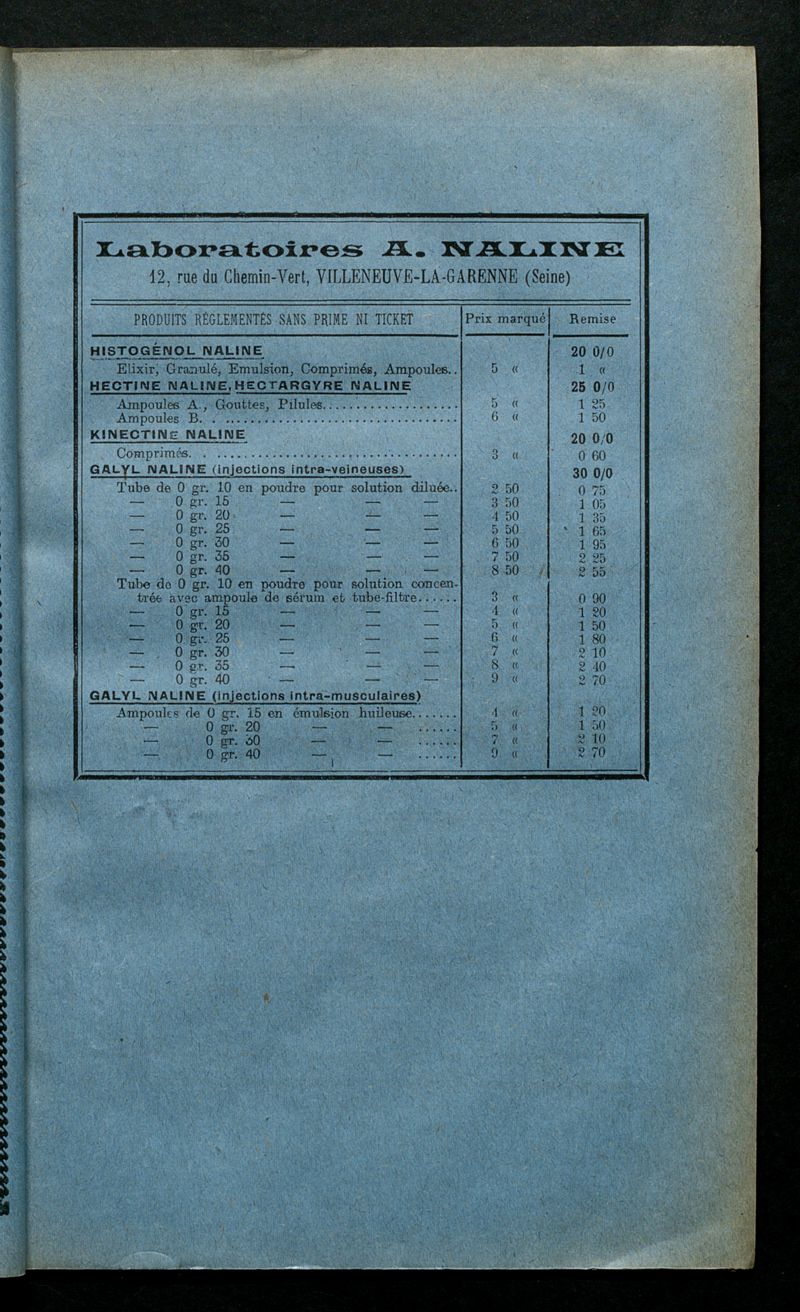 Laboratoires A. NALINE
12, rue du Chemin-Vert, VILLENEUVE-LA-GARENNE (Seine)
PRODUITS RÉGLEMENTÉS SANS PRIME NI TICKET Prix marqué Remise
HISTOGÉNOL NALINE 20 0/0
Elixir, Granulé, Emulsion, Comprimés, Ampoules.. 5 « 1 «
HECTINE NALINE, HECTARGYRE NALINE 25 0/0
Ampoules A., Gouttes, Pilules.................... 5 « 1 25
Ampoules B. ..................................... 6 « 1 50
KINECTINE NALINE 20 0/0
Comprimés. ..................................... 3 « 0 60
GALYL NALINE (injections intra-veineuses) 30 0/0
Tube de 0 gr. 10 en poudre pour solution diluée.. 2 50 0 75
— 0 gr. 15 — — — 3 50 1 05
— 0 gr. 20 — — — 4 50 1 35
— 0 gr. 25 — — — 5 50 1 65
— 0 gr. 30 — — — 6 50 1 95
— 0 gr. 35 — — — 7 50 2 25
— 0 gr. 40 — — — 8 50 2 55
Tube de 0 gr. 10 en poudre pour solution concen-
trée avec ampoule de sérum et tube-filtre...... 3 « 0 90
— 0 gr. 15 — — — 4 « 1 20
— 0 gr. 20 — — — 5 « 1 50
— 0 gr. 25 — — — 6 « 1 80
— 0 gr. 30 — — — 7 « 2 10
— 0 gr. 35 — — — 8 « 2 40
— 0 gr. 40 — — — 9 « 2 70
GALYL NALINE (injections intra-musculaires)
Ampoules de 0 gr. 15 en émulsion huileuse....... 4 « 1 20
— 0 gr. 20 — — ...... 5 « 1 50
— 0 gr. 30 — — ...... 7 « 2 10
— 0 gr. 40 — — ...... 9 « 2 70